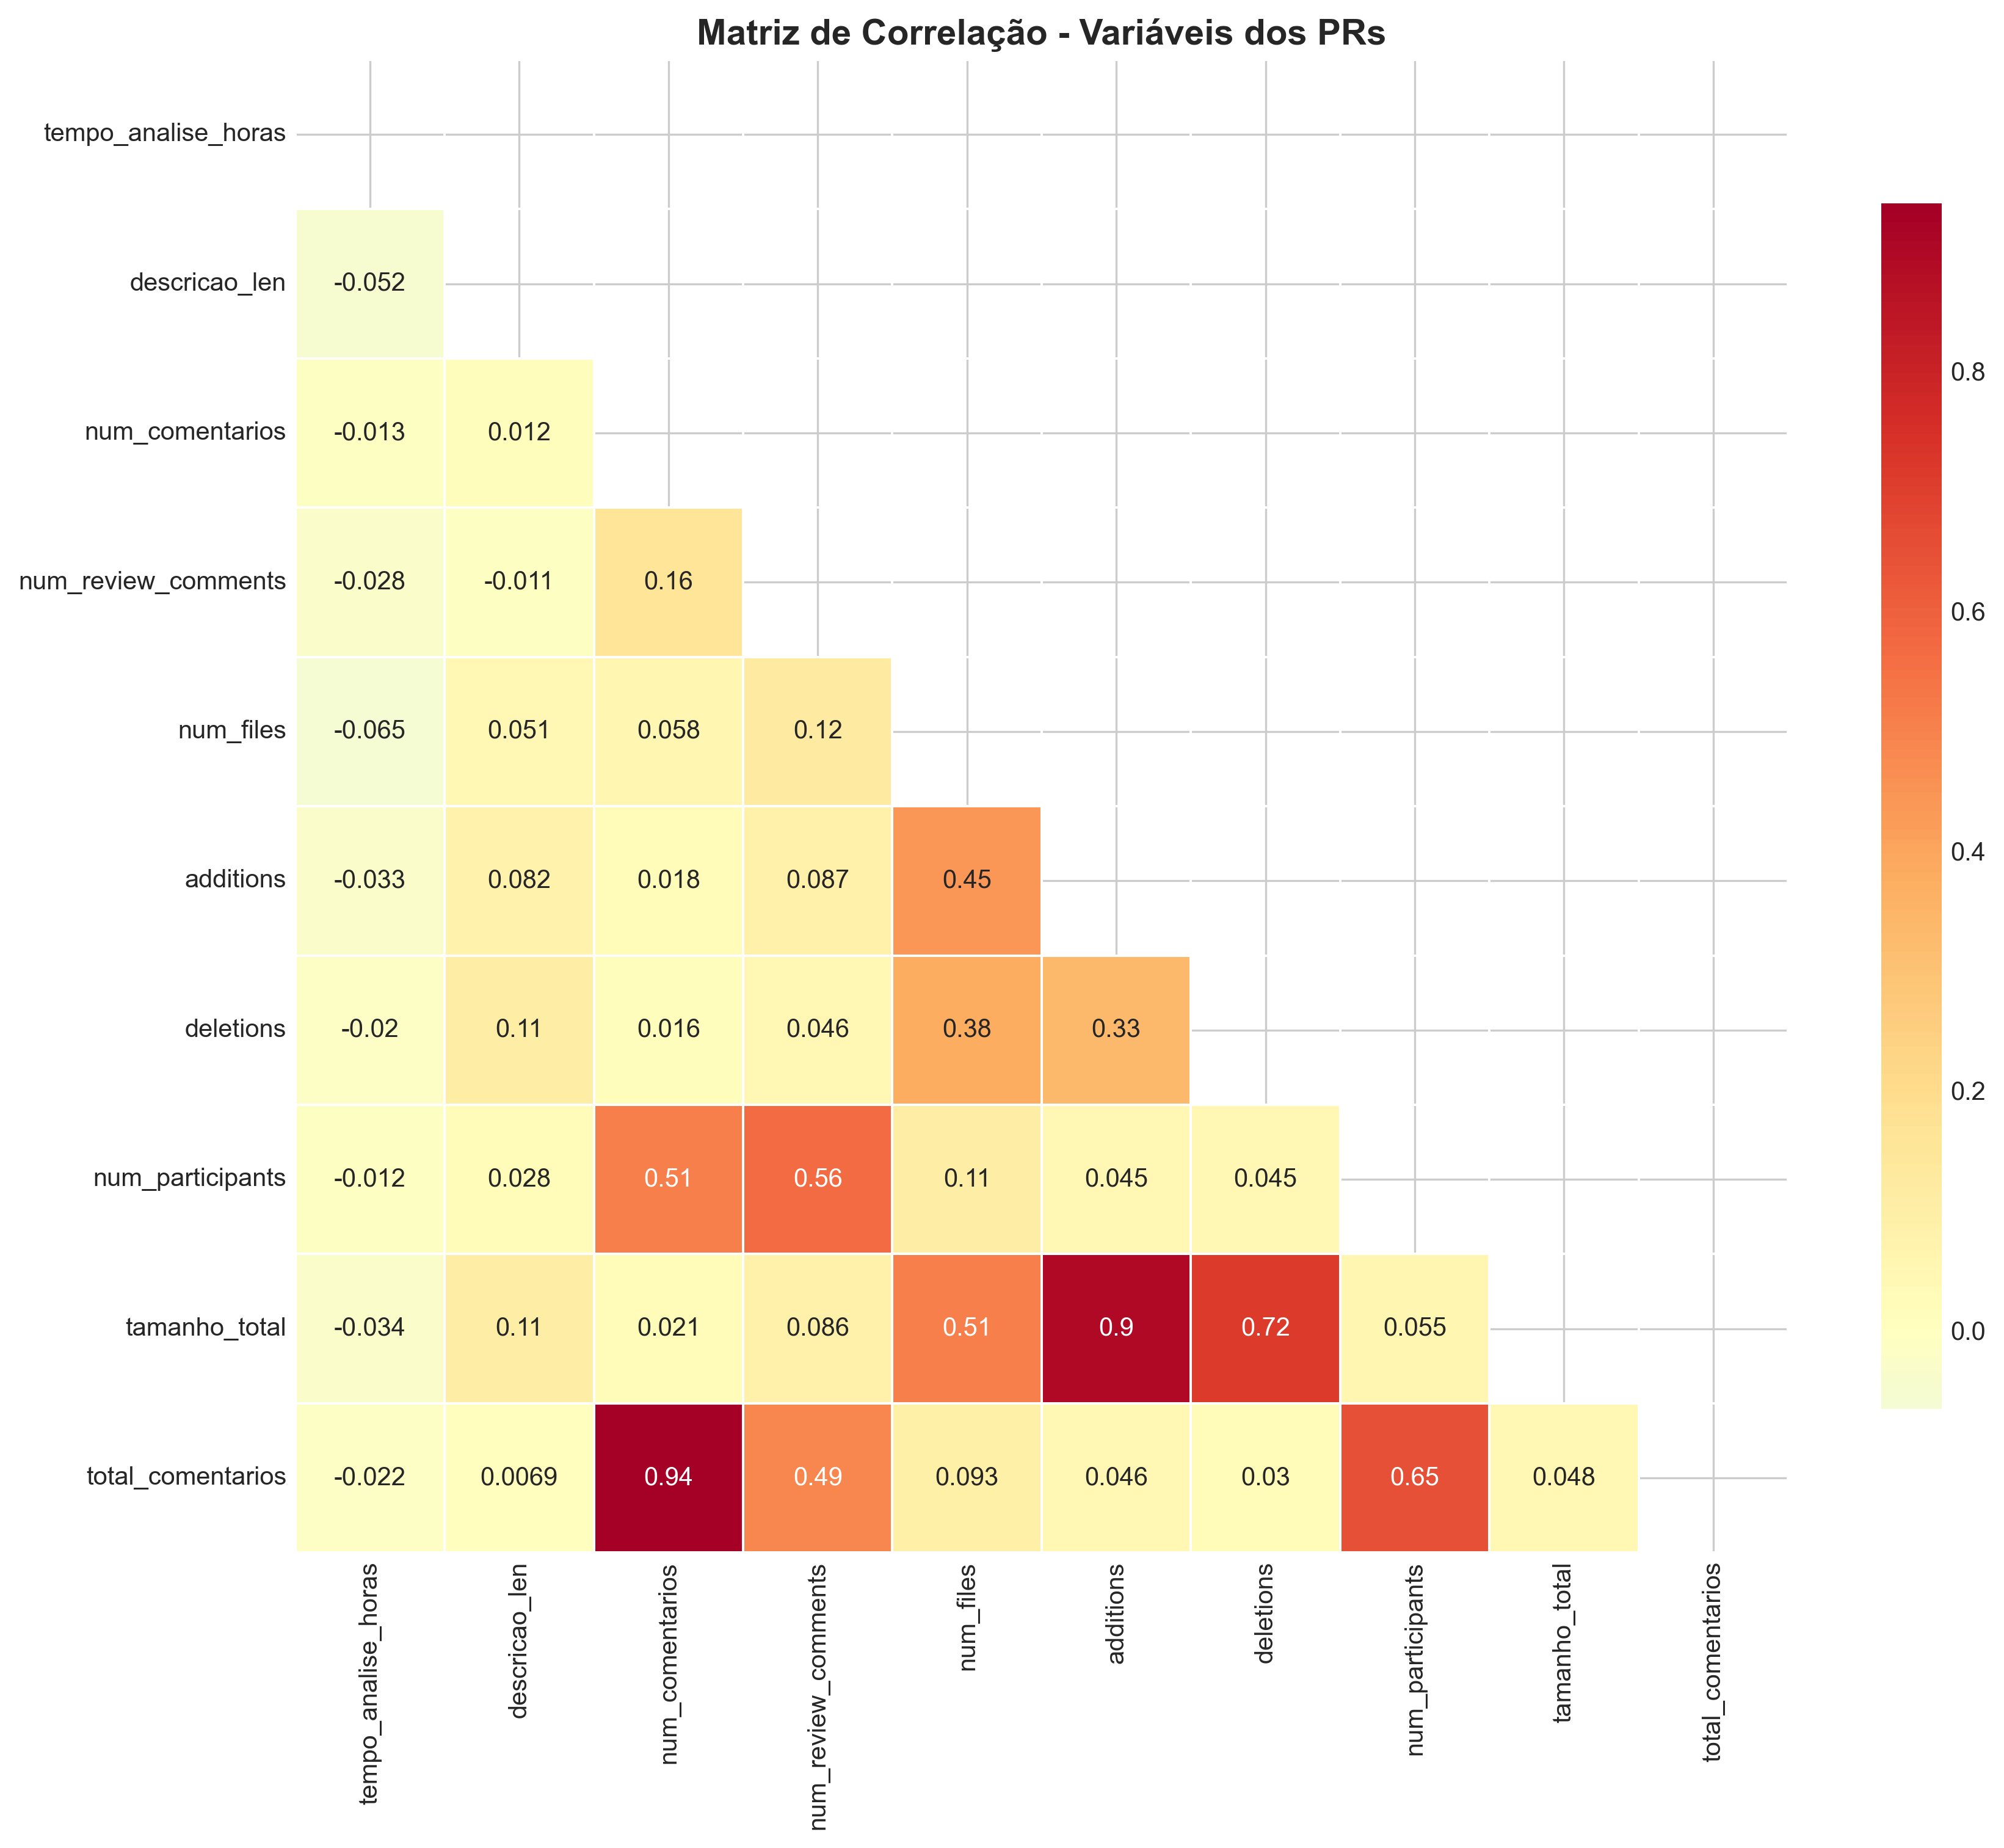 Matriz de Correlação - Variáveis dos PRs
tempo_analise_horas
descricao_len -0.052
num_comentarios -0.013 0.012
num_review_comments -0.028 -0.011 0.16
num_files -0.065 0.051 0.058 0.12
additions -0.033 0.082 0.018 0.087 0.45
deletions -0.02 0.11 0.016 0.046 0.38 0.33
num_participants -0.012 0.028 0.51 0.56 0.11 0.045 0.045
tamanho_total -0.034 0.11 0.021 0.086 0.51 0.9 0.72 0.055
total_comentarios -0.022 0.0069 0.94 0.49 0.093 0.046 0.03 0.65 0.048
tempo_analise_horas
descricao_len
num_comentarios
num_review_comments
num_files
additions
deletions
num_participants
tamanho_total
total_comentarios
0.8
0.6
0.4
0.2
0.0